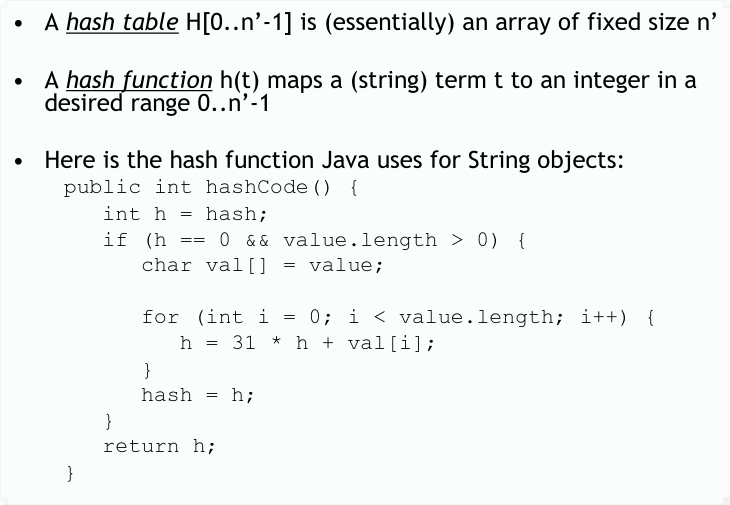 • A hash table H[0..n’-1] is (essentially) an array of fixed size n’
• A hash function h(t) maps a (string) term t to an integer in a
desired range 0..n’-1
• Here is the hash function Java uses for String objects:
public int hashCode() {
int h = hash;
if (h == 0 && value.length > 0) {
char val[] = value;
for (int i = 0; i < value.length; i++) {
h = 31 * h + val[i];
}
hash = h;
}
return h;
}